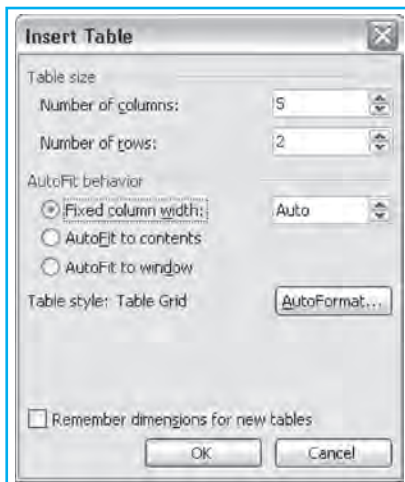 Insert Table
Table size
Number of columns: 5
Number of rows: 2
AutoFit behavior
Fixed column width: Auto
AutoFit to contents
AutoFit to window
Table style: Table Grid AutoFormat...
Remember dimensions for new tables
OK Cancel